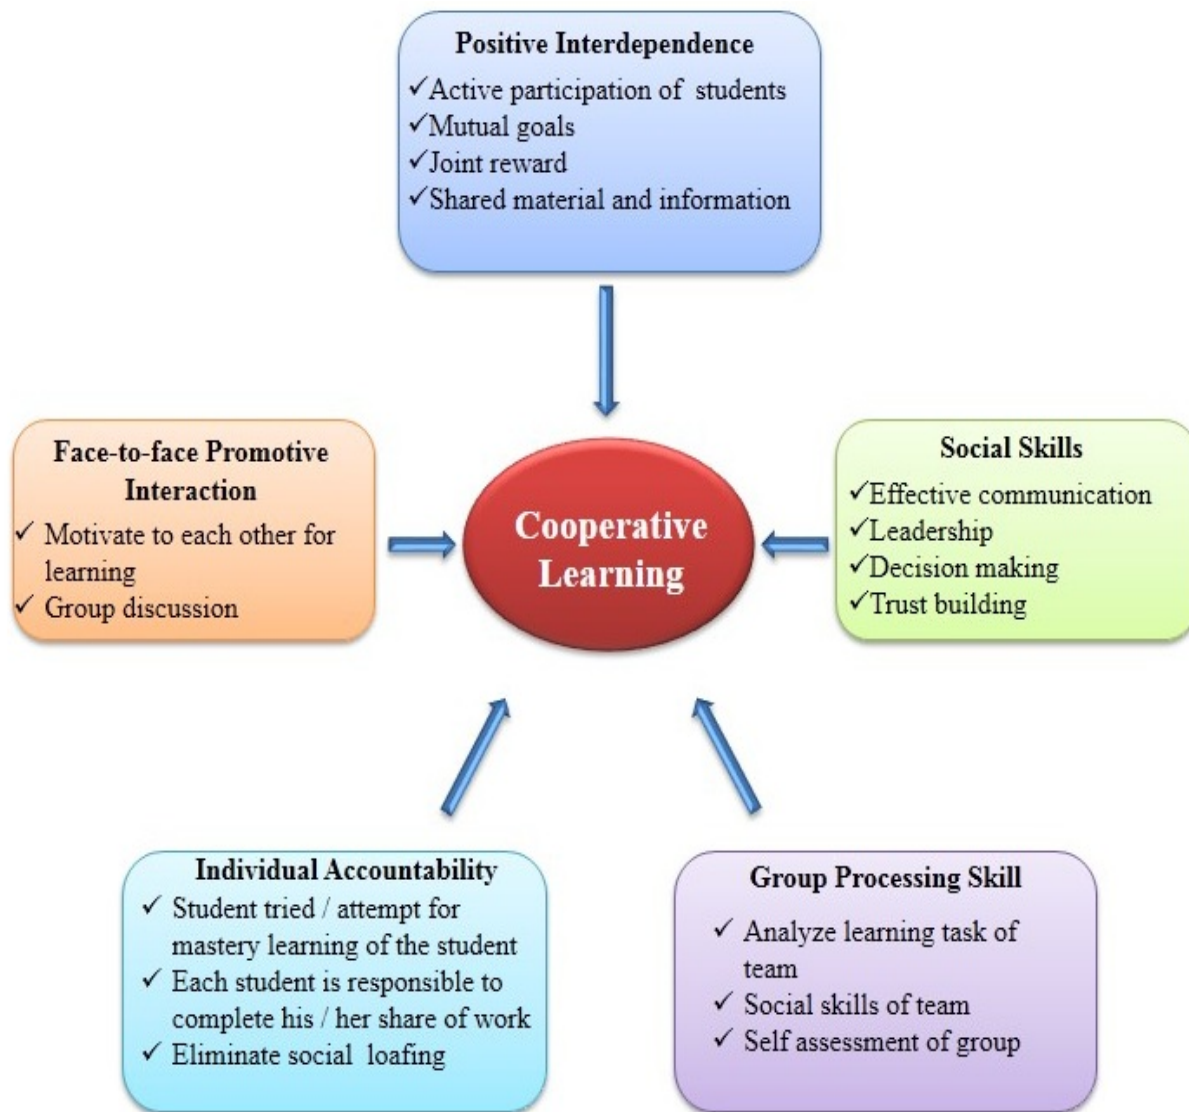 Positive Interdependence
✓Active participation of students
✓Mutual goals
✓Joint reward
✓Shared material and information
Face-to-face Promotive
Interaction
✓ Motivate to each other for
learning
✓ Group discussion
Cooperative
Learning
Social Skills
✓Effective communication
✓Leadership
✓Decision making
✓Trust building
Individual Accountability
✓ Student tried / attempt for
mastery learning of the student
✓ Each student is responsible to
complete his / her share of work
✓ Eliminate social loafing
Group Processing Skill
✓ Analyze learning task of
team
✓ Social skills of team
✓ Self assessment of group